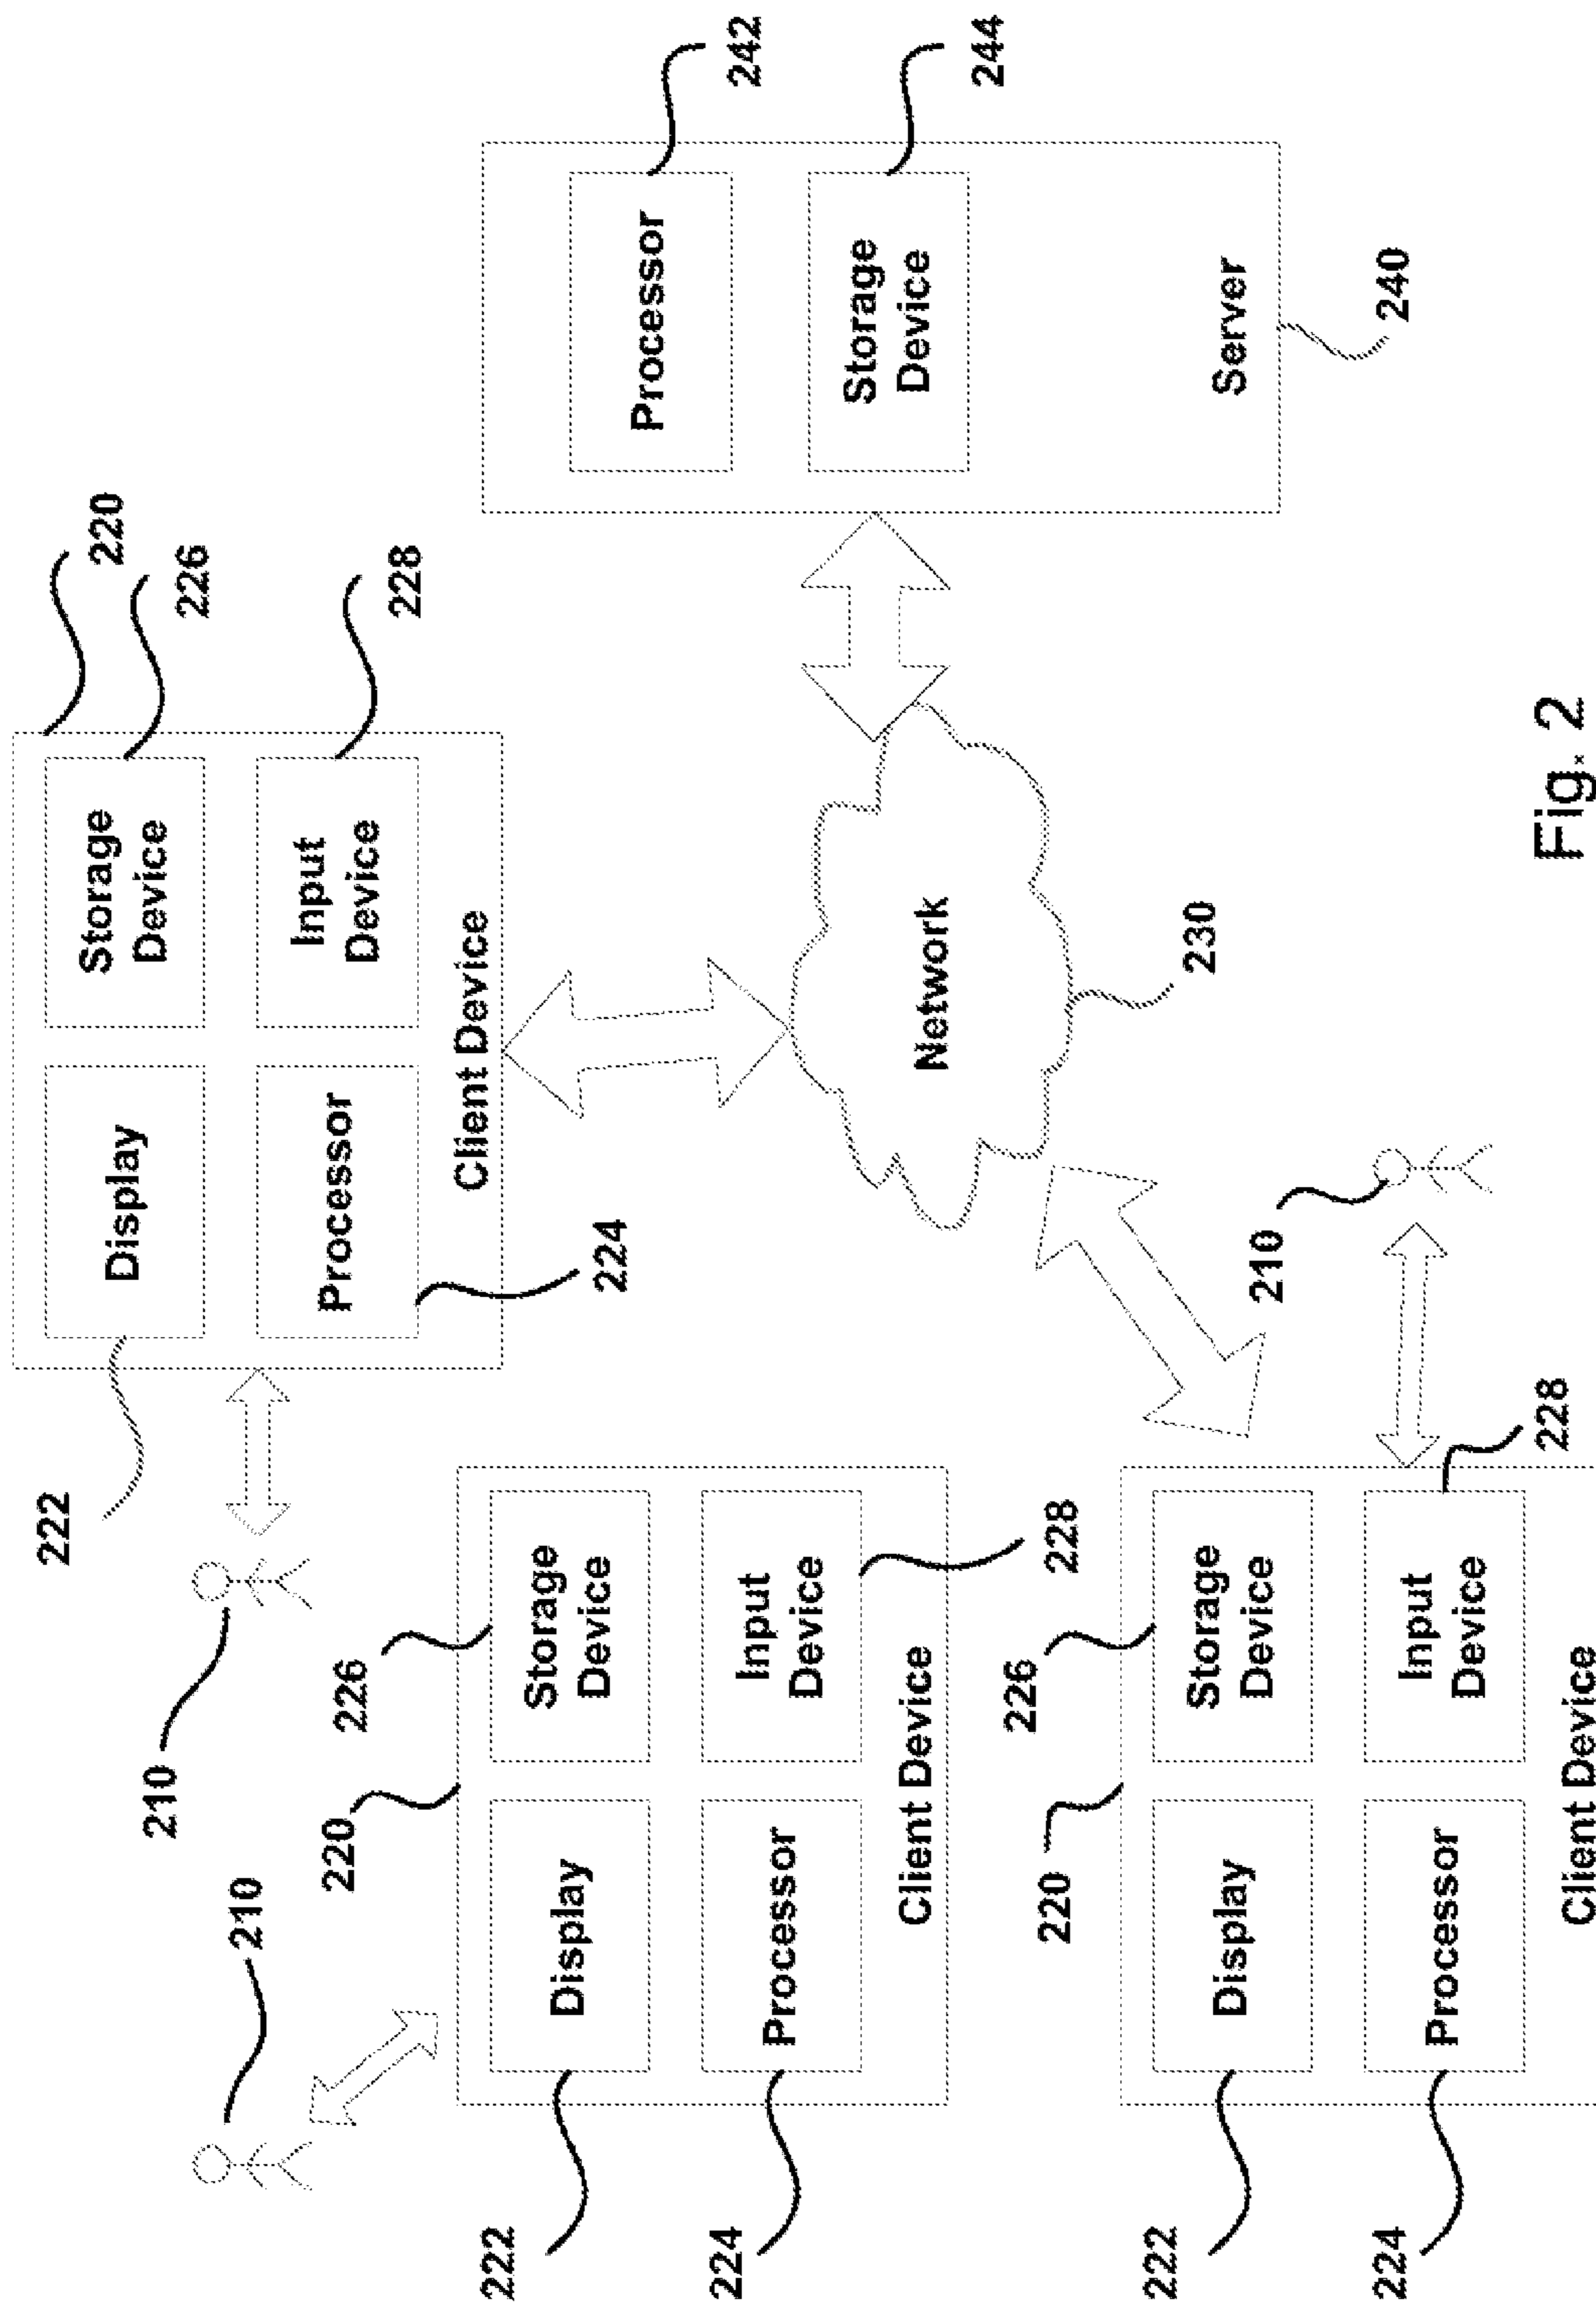 222
220
Display
Storage
Device
226
Processor
Input
Device
228
Client Device
224
210
210
220
226
Display
Storage
Device
222
Processor
Input
Device
224
228
Client Device
242
Processor
244
Storage
Device
Server
240
Network
230
220
226
Display
Storage
Device
222
210
Processor
Input
Device
224
228
Client Device
Fig. 2